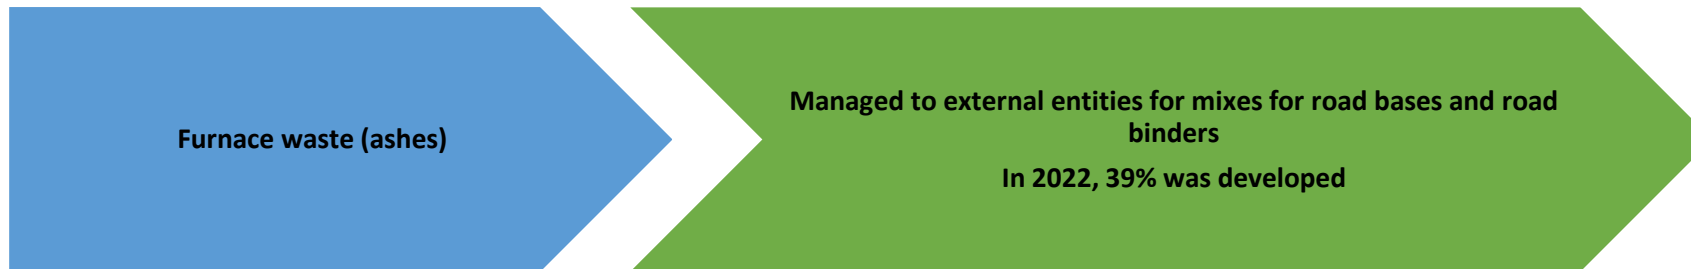 Furnace waste (ashes)
Managed to external entities for mixes for road bases and road
binders
In 2022, 39% was developed